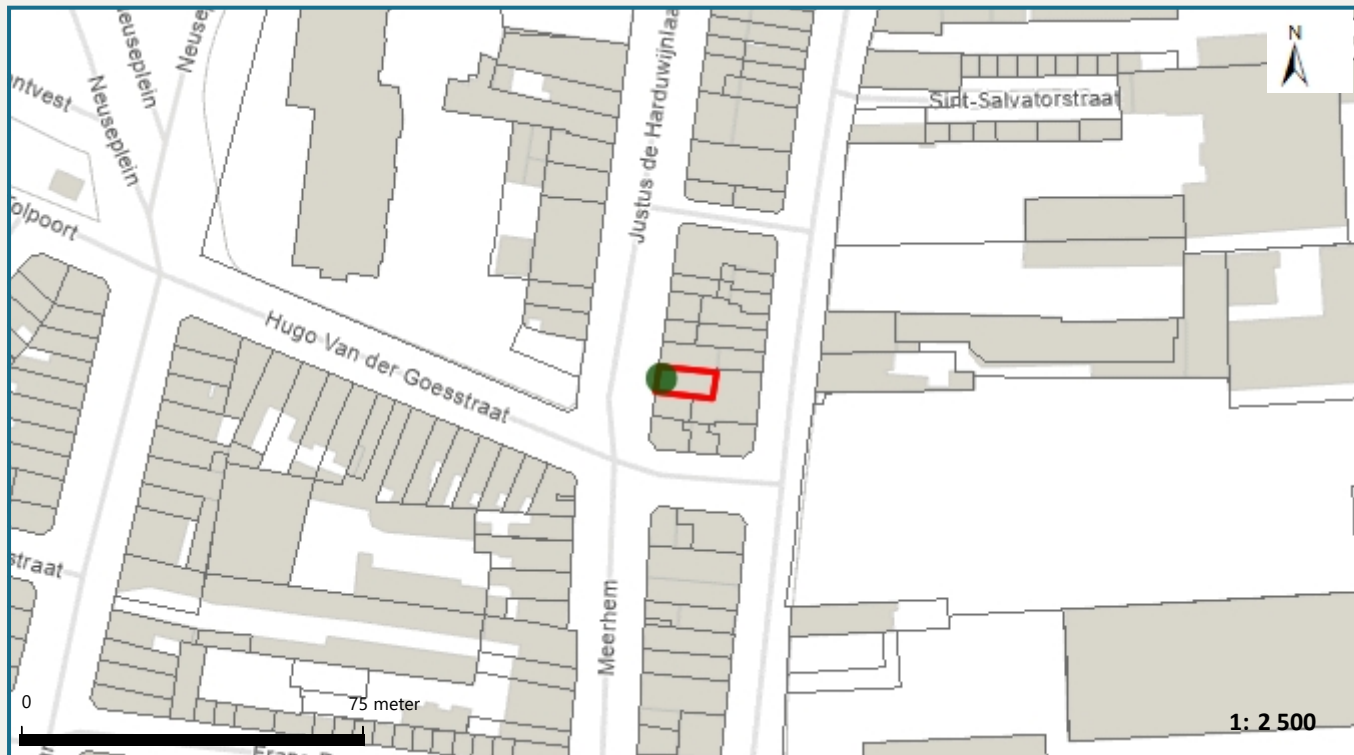 Neuseplein
Neusep
Justus de Harduwijnlaa
N
antvest
Neuseplein
Sint-Salvatorstraat
Tolpoort
Hugo Van der Goesstraat
straat
Meerhem
0
75 meter
1: 2 500